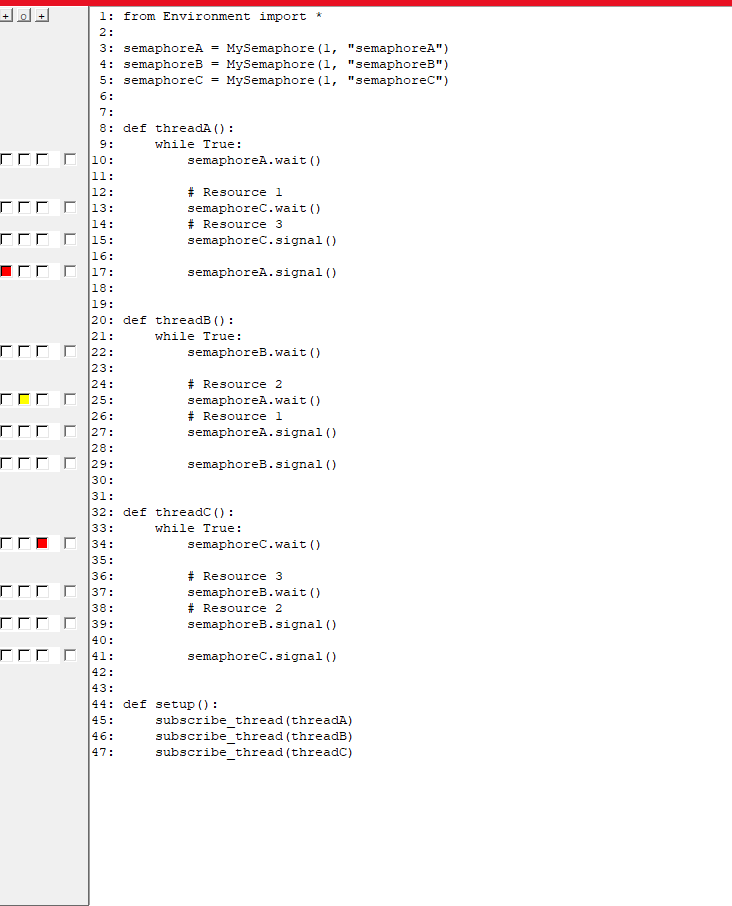 + o +
1: from Environment import *
2:
3: semaphoreA = MySemaphore(1, "semaphoreA")
4: semaphoreB = MySemaphore(1, "semaphoreB")
5: semaphoreC = MySemaphore(1, "semaphoreC")
6:
7:
8: def threadA():
9:     while True:
10:         semaphoreA.wait()
11:
12:         # Resource 1
13:         semaphoreC.wait()
14:         # Resource 3
15:         semaphoreC.signal()
16:
17:         semaphoreA.signal()
18:
19:
20: def threadB():
21:     while True:
22:         semaphoreB.wait()
23:
24:         # Resource 2
25:         semaphoreA.wait()
26:         # Resource 1
27:         semaphoreA.signal()
28:
29:         semaphoreB.signal()
30:
31:
32: def threadC():
33:     while True:
34:         semaphoreC.wait()
35:
36:         # Resource 3
37:         semaphoreB.wait()
38:         # Resource 2
39:         semaphoreB.signal()
40:
41:         semaphoreC.signal()
42:
43:
44: def setup():
45:     subscribe_thread(threadA)
46:     subscribe_thread(threadB)
47:     subscribe_thread(threadC)